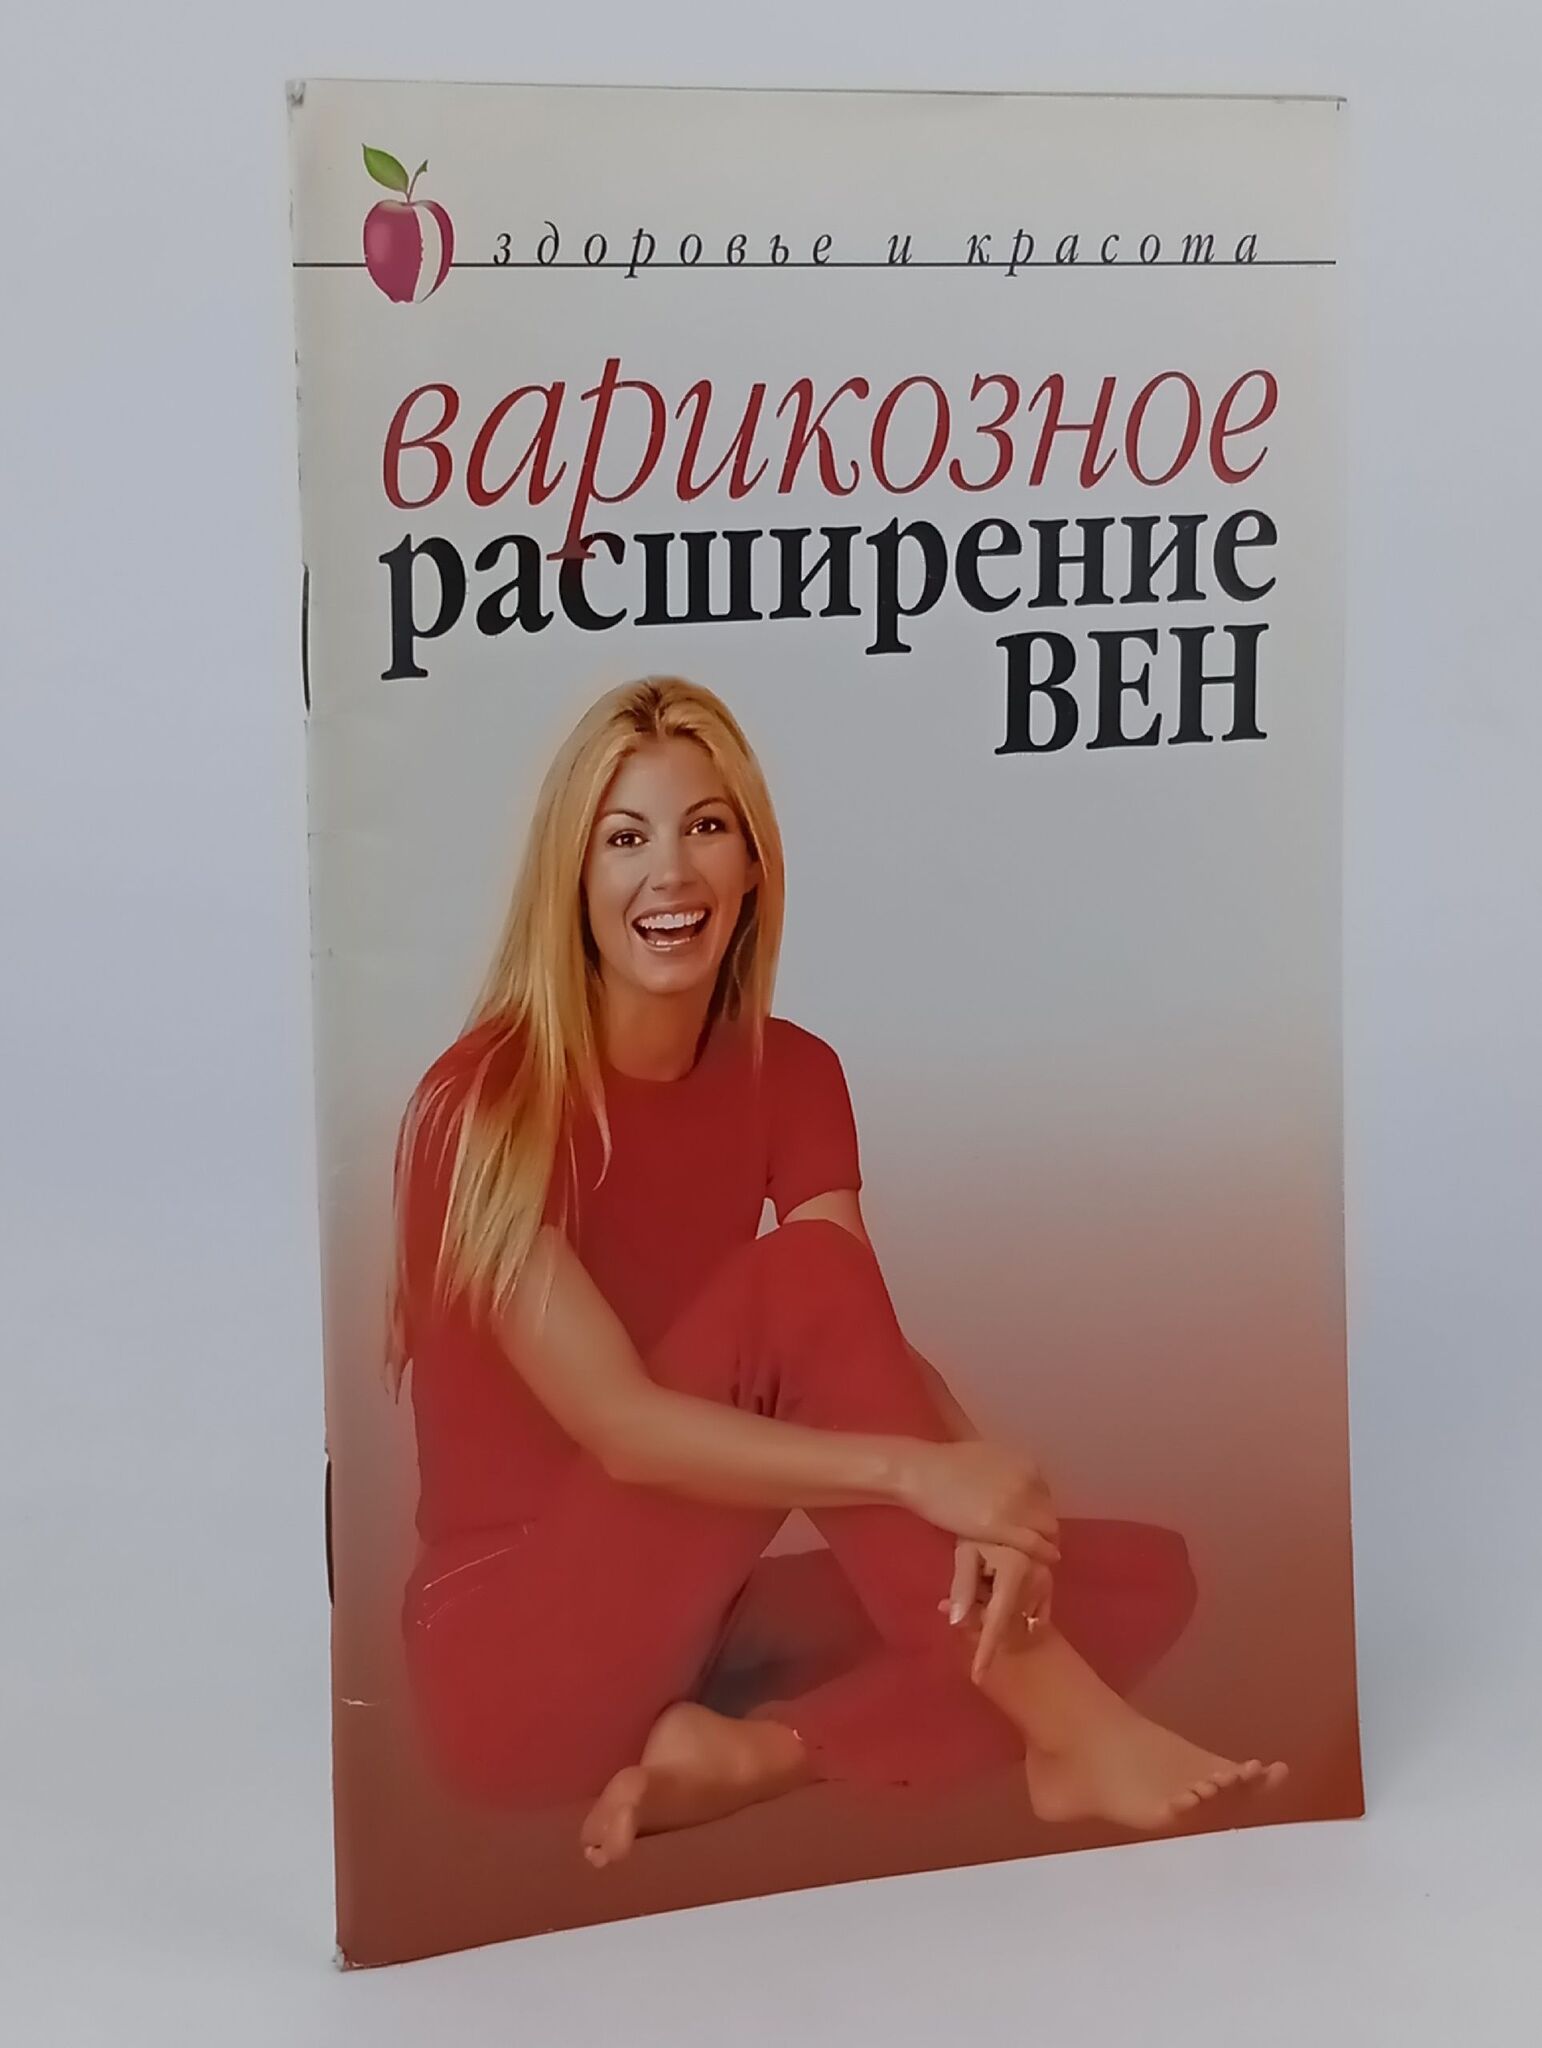 здоровье и красота
варикозное
расширение
ВЕН